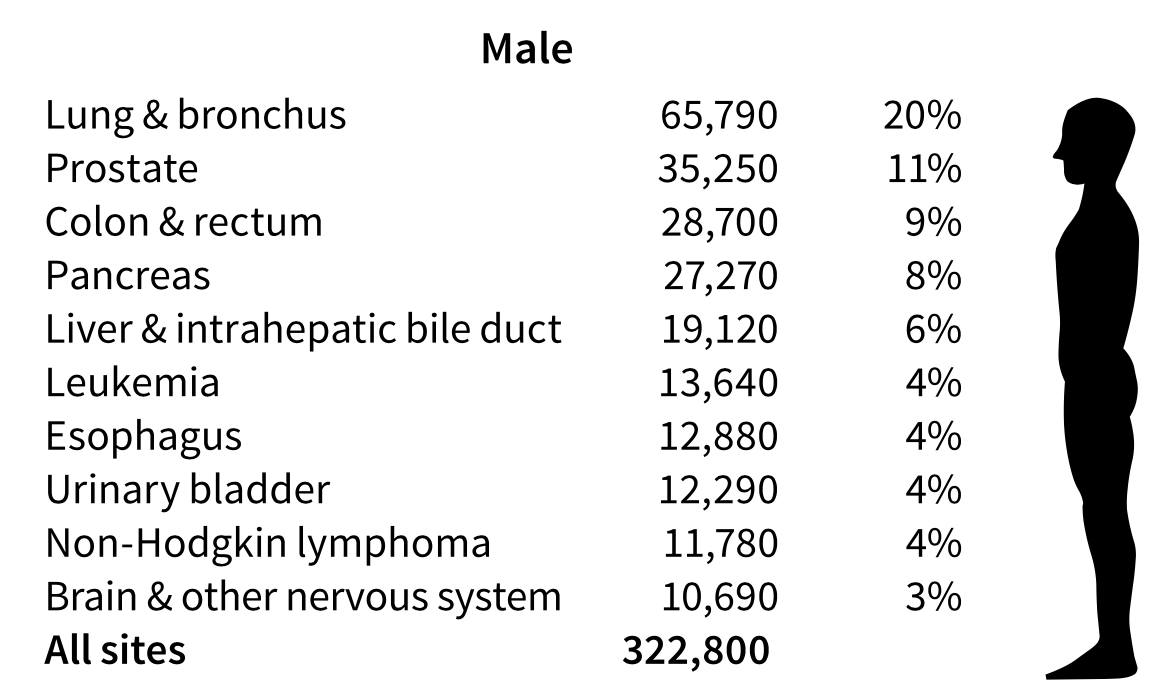 Male
Lung & bronchus 65,790 20%
Prostate 35,250 11%
Colon & rectum 28,700 9%
Pancreas 27,270 8%
Liver & intrahepatic bile duct 19,120 6%
Leukemia 13,640 4%
Esophagus 12,880 4%
Urinary bladder 12,290 4%
Non-Hodgkin lymphoma 11,780 4%
Brain & other nervous system 10,690 3%
All sites 322,800